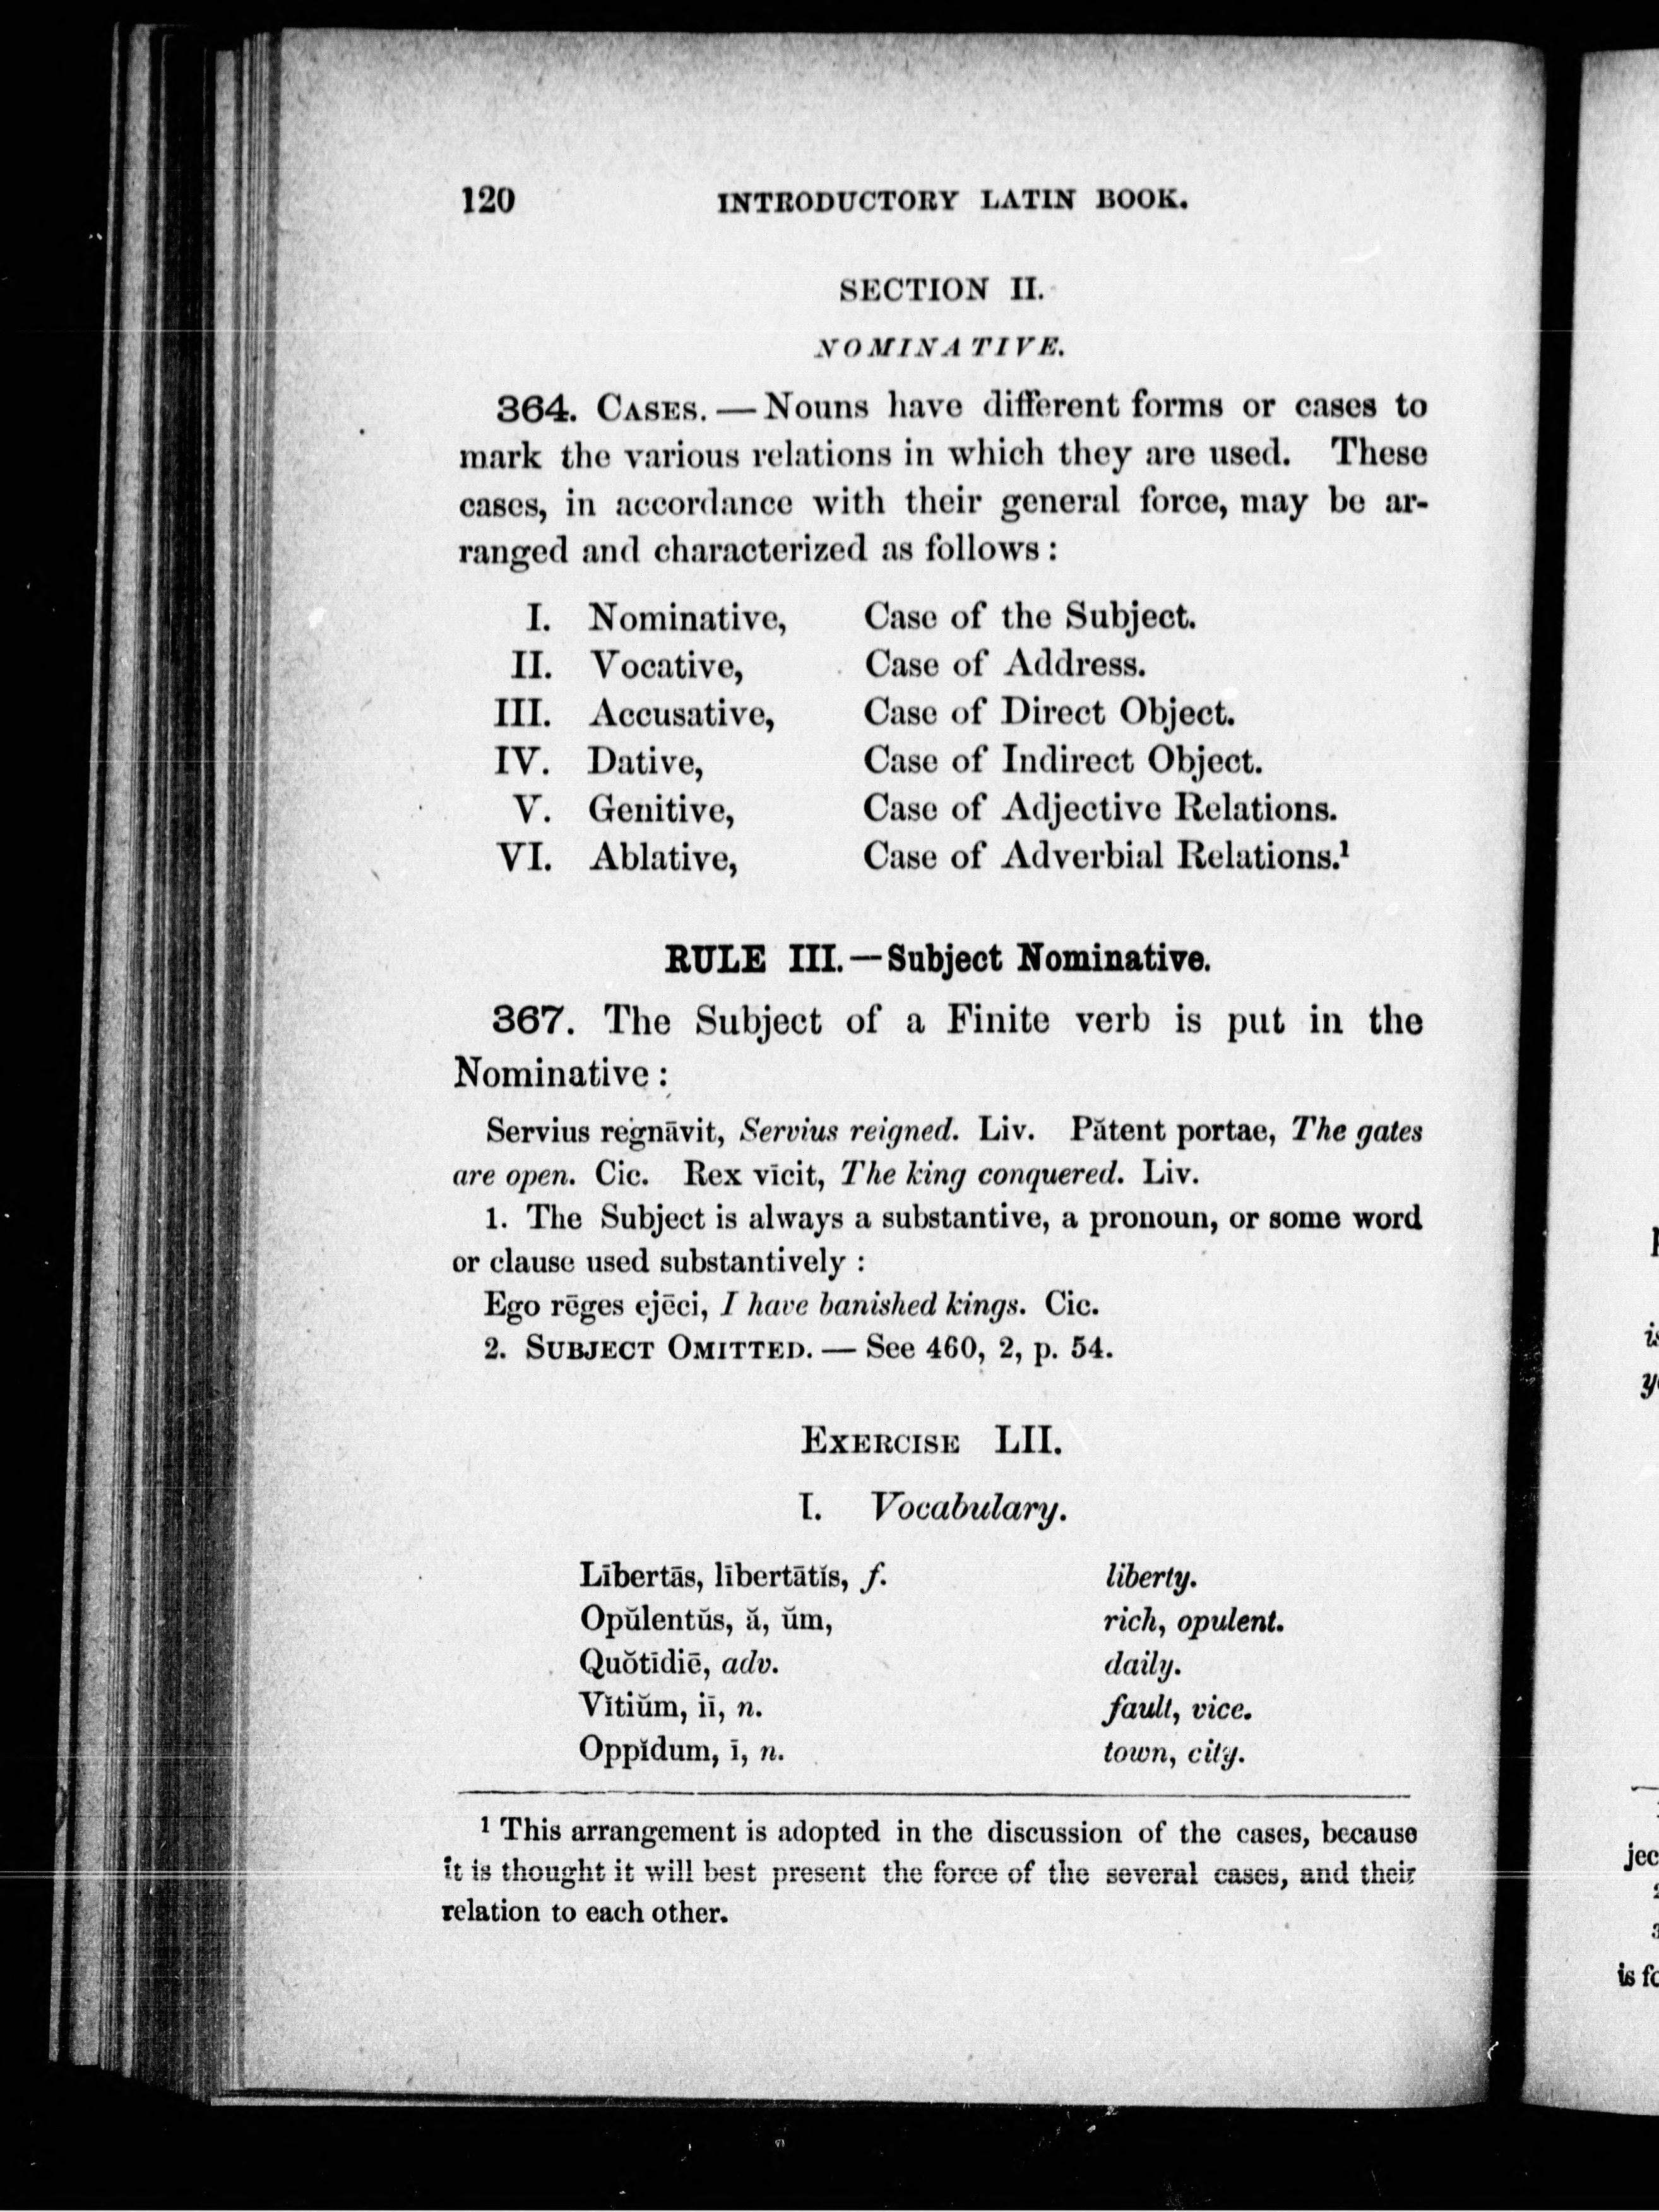 120 INTRODUCTORY LATIN BOOK.
SECTION II.
NOMINATIVE.
364. CASES. — Nouns have different forms or cases to
mark the various relations in which they are used. These
cases, in accordance with their general force, may be ar-
ranged and characterized as follows :
I. Nominative, Case of the Subject.
II. Vocative, Case of Address.
III. Accusative, Case of Direct Object.
IV. Dative, Case of Indirect Object.
V. Genitive, Case of Adjective Relations.
VI. Ablative, Case of Adverbial Relations.¹
RULE III. — Subject Nominative.
367. The Subject of a Finite verb is put in the
Nominative :
Servius regnāvit, Servius reigned. Liv. Pătent portae, The gates
are open. Cic. Rex vīcit, The king conquered. Liv.
1. The Subject is always a substantive, a pronoun, or some word
or clause used substantively :
Ego rēges ejēci, I have banished kings. Cic.
2. SUBJECT OMITTED. — See 460, 2, p. 54.
EXERCISE LII.
I. Vocabulary.
Lībertās, lībertātĭs, f. liberty.
Opŭlentŭs, ă, ŭm, rich, opulent.
Quŏtīdiē, adv. daily.
Vĭtiŭm, iī, n. fault, vice.
Oppĭdum, ī, n. town, city.
¹ This arrangement is adopted in the discussion of the cases, because
it is thought it will best present the force of the several cases, and their
relation to each other.